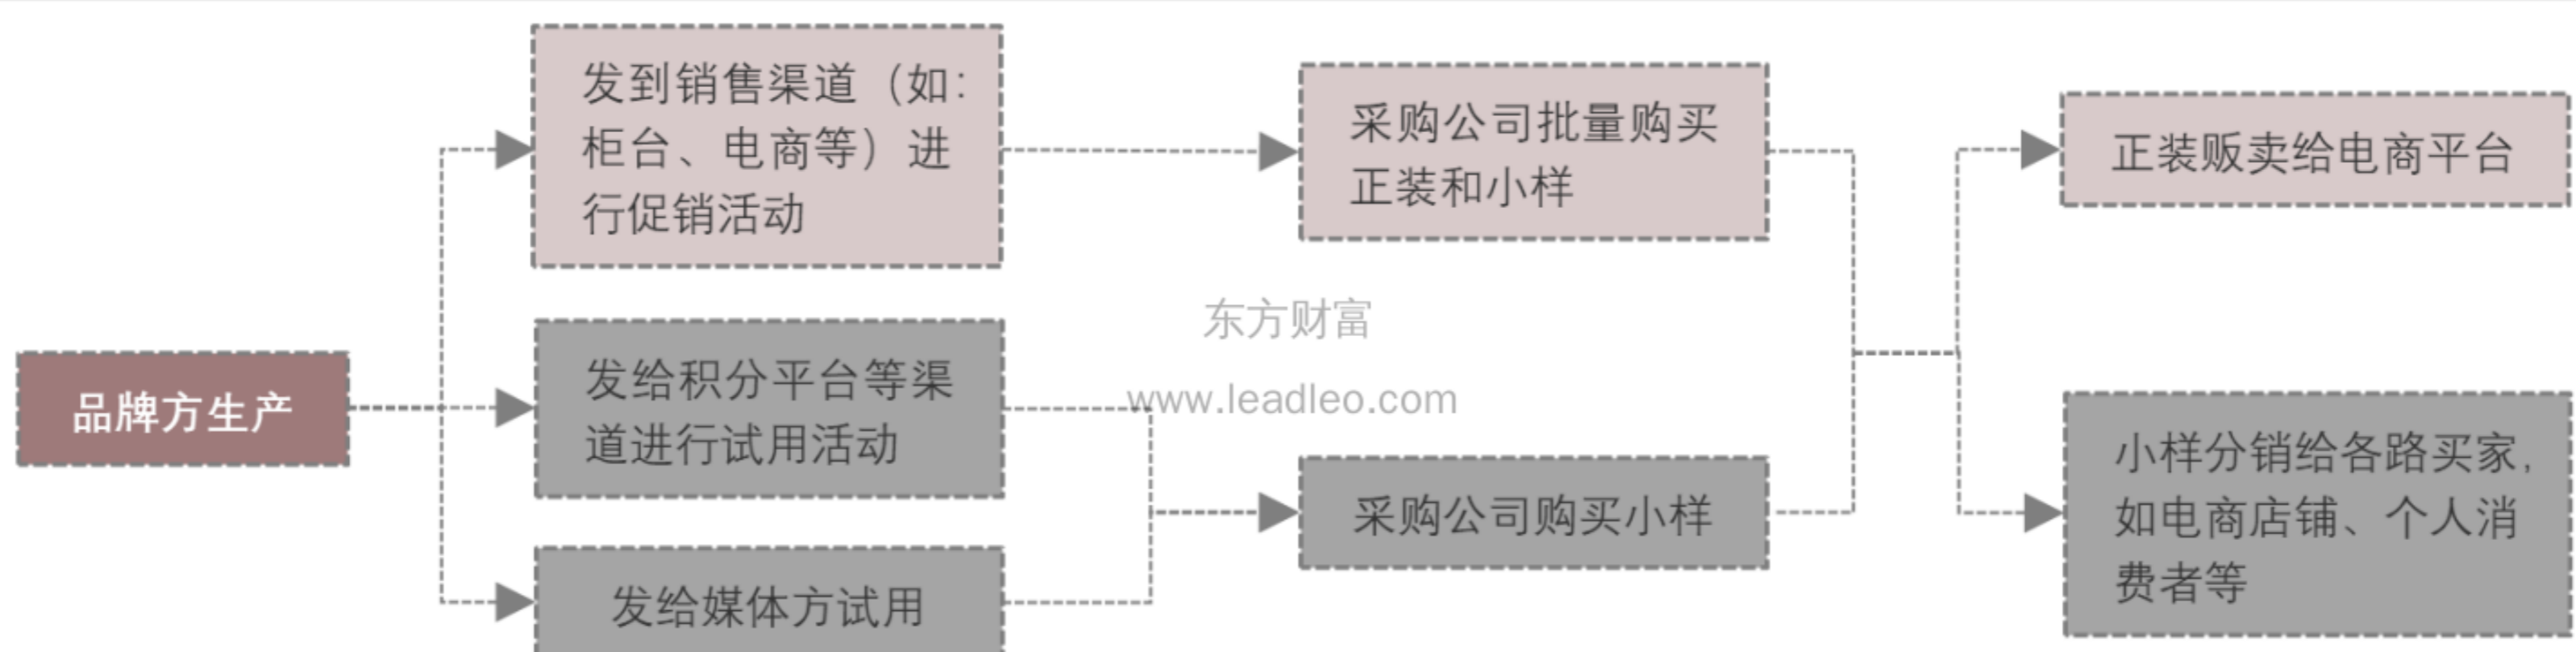 品牌方生产
发到销售渠道（如：
柜台、电商等）进
行促销活动
发给积分平台等渠
道进行试用活动
发给媒体方试用
采购公司批量购买
正装和小样
东方财富
www.leadleo.com
采购公司购买小样
正装贩卖给电商平台
小样分销给各路买家，
如电商店铺、个人消
费者等